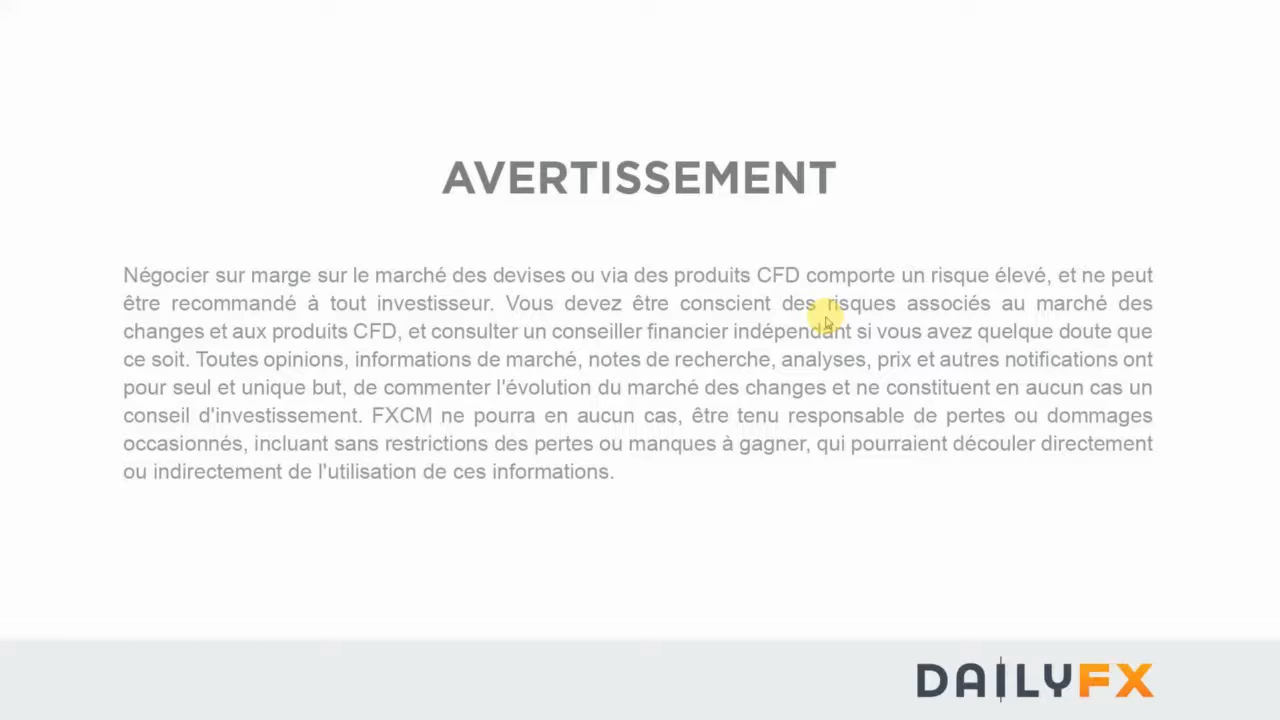 AVERTISSEMENT
Négocier sur marge sur le marché des devises ou via des produits CFD comporte un risque élevé, et ne peut
être recommandé à tout investisseur. Vous devez être conscient des risques associés au marché des
changes et aux produits CFD, et consulter un conseiller financier indépendant si vous avez quelque doute que
ce soit. Toutes opinions, informations de marché, notes de recherche, analyses, prix et autres notifications ont
pour seul et unique but, de commenter l'évolution du marché des changes et ne constituent en aucun cas un
conseil d'investissement. FXCM ne pourra en aucun cas, être tenu responsable de pertes ou dommages
occasionnés, incluant sans restrictions des pertes ou manques à gagner, qui pourraient découler directement
ou indirectement de l'utilisation de ces informations.
DAILYFX